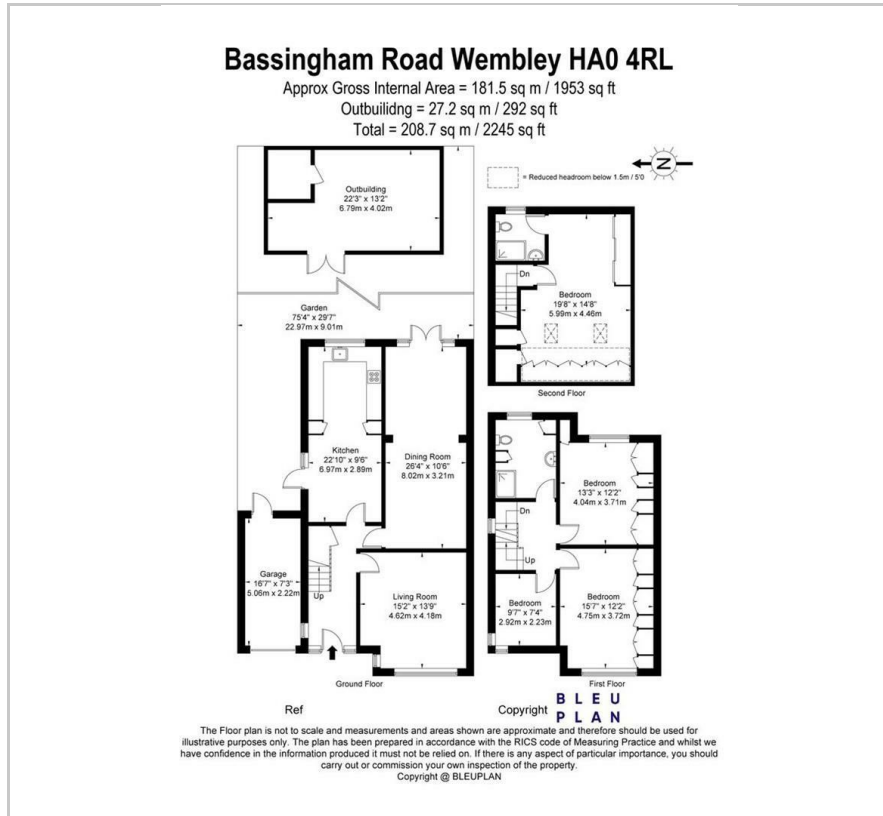 Bassingham Road Wembley HA0 4RL
Approx Gross Internal Area = 181.5 sq m / 1953 sq ft
Outbuilidng = 27.2 sq m / 292 sq ft
Total = 208.7 sq m / 2245 sq ft
N
= Reduced headroom below 1.5m / 5'0
Outbuilding
22'3" x 13'2"
6.79m x 4.02m
Garden
75'4" x 29'7"
22.97m x 9.01m
Kitchen
22'10" x 9'6"
6.97m x 2.89m
Dining Room
26'4" x 10'6"
8.02m x 3.21m
Garage
16'7" x 7'3"
5.06m x 2.22m
Up
Living Room
15'2" x 13'9"
4.62m x 4.18m
Ground Floor
Dn
Bedroom
19'8" x 14'8"
5.99m x 4.46m
Second Floor
Bedroom
13'3" x 12'2"
4.04m x 3.71m
Dn
Up
Bedroom
9'7" x 7'4"
2.92m x 2.23m
Bedroom
15'7" x 12'2"
4.75m x 3.72m
First Floor
Ref
Copyright
BLEU
PLAN
The Floor plan is not to scale and measurements and areas shown are approximate and therefore should be used for
illustrative purposes only. The plan has been prepared in accordance with the RICS code of Measuring Practice and whilst we
have confidence in the information produced it must not be relied on. If there is any aspect of particular importance, you should
carry out or commission your own inspection of the property.
Copyright @ BLEUPLAN